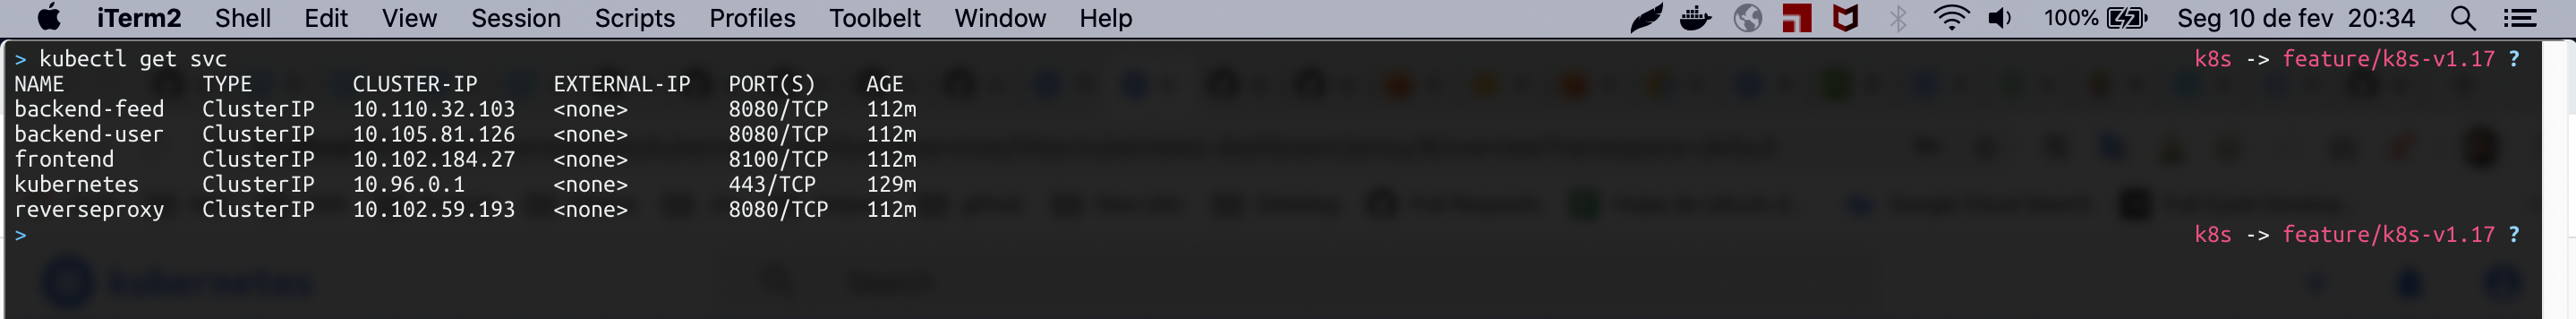 iTerm2 Shell Edit View Session Scripts Profiles Toolbelt Window Help 100% Seg 10 de fev 20:34
> kubectl get svc k8s -> feature/k8s-v1.17 ?
NAME TYPE CLUSTER-IP EXTERNAL-IP PORT(S) AGE
backend-feed ClusterIP 10.110.32.103 <none> 8080/TCP 112m
backend-user ClusterIP 10.105.81.126 <none> 8080/TCP 112m
frontend ClusterIP 10.102.184.27 <none> 8100/TCP 112m
kubernetes ClusterIP 10.96.0.1 <none> 443/TCP 129m
reverseproxy ClusterIP 10.102.59.193 <none> 8080/TCP 112m
> k8s -> feature/k8s-v1.17 ?
kubernetes Search